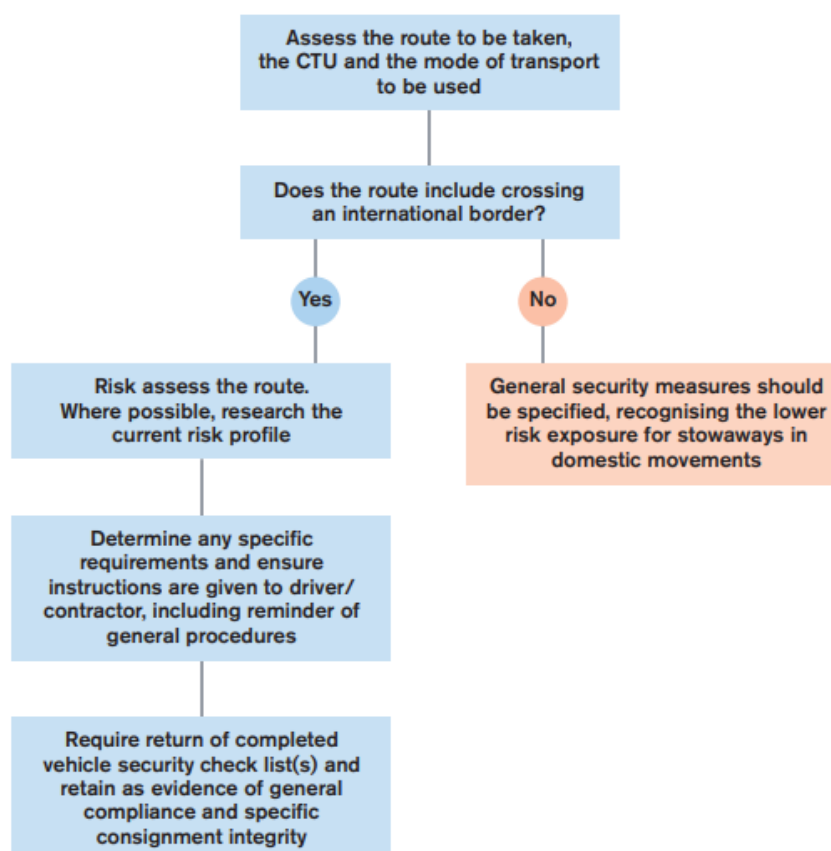 Assess the route to be taken,
the CTU and the mode of transport
to be used
Does the route include crossing
an international border?
Yes
No
Risk assess the route.
Where possible, research the
current risk profile
General security measures should
be specified, recognising the lower
risk exposure for stowaways in
domestic movements
Determine any specific
requirements and ensure
instructions are given to driver/
contractor, including reminder of
general procedures
Require return of completed
vehicle security check list(s) and
retain as evidence of general
compliance and specific
consignment integrity